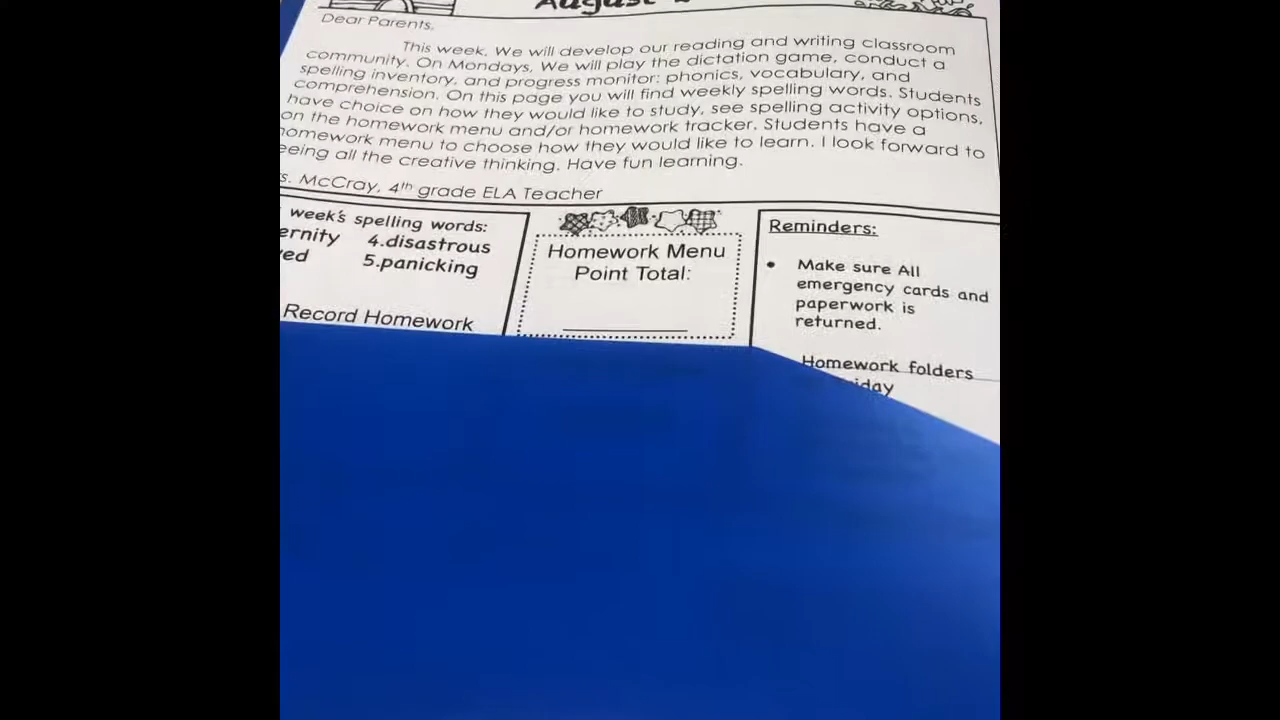 August
Dear Parents,
This week, We will develop our reading and writing classroom
community. On Mondays, We will play the dictation game, conduct a
spelling inventory, and progress monitor: phonics, vocabulary, and
comprehension. On this page you will find weekly spelling words. Students
have choice on how they would like to study, see spelling activity options,
on the homework menu and/or homework tracker. Students have a
homework menu to choose how they would like to learn. I look forward to
eeing all the creative thinking. Have fun learning.
s. McCray, 4th grade ELA Teacher
week's spelling words:
ernity 4.disastrous
ed 5.panicking
Record Homework
Homework Menu
Point Total:
Reminders:
• Make sure All
emergency cards and
paperwork is
returned.
Homework folders
day